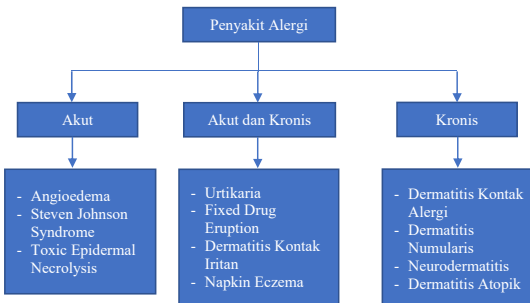 Penyakit Alergi
Akut
Akut dan Kronis
Kronis
- Angioedema
- Steven Johnson
Syndrome
- Toxic Epidermal
Necrolysis
- Urtikaria
- Fixed Drug
Eruption
- Dermatitis Kontak
Iritan
- Napkin Eczema
- Dermatitis Kontak
Alergi
- Dermatitis
Numularis
- Neurodermatitis
- Dermatitis Atopik